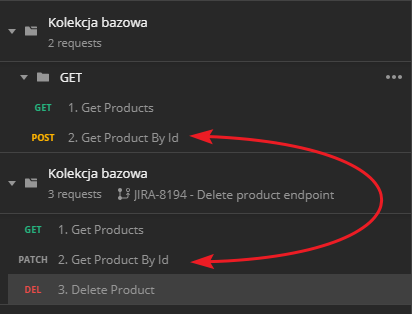 Kolekcja bazowa
2 requests
GET
GET 1. Get Products
POST 2. Get Product By Id
Kolekcja bazowa
3 requests JIRA-8194 - Delete product endpoint
GET 1. Get Products
PATCH 2. Get Product By Id
DEL 3. Delete Product